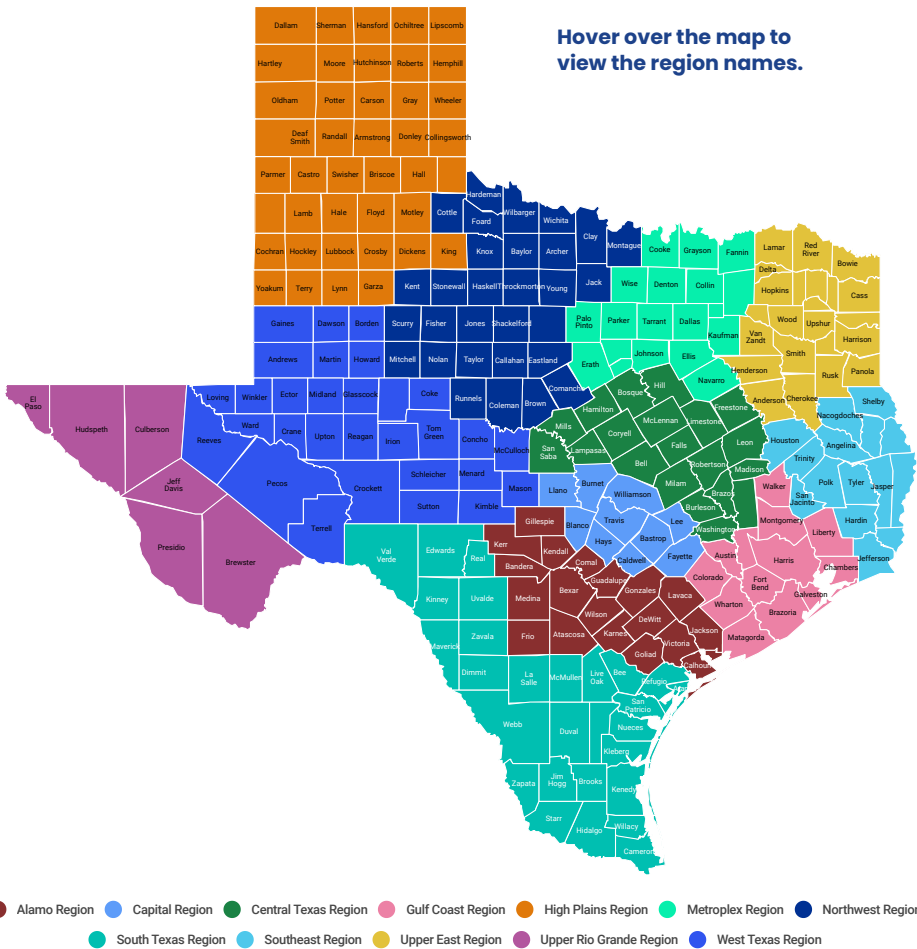 Hover over the map to
view the region names.
Dallam
Sherman
Hansford
Ochiltree
Lipscomb
Hartley
Moore
Hutchinson
Roberts
Hemphill
Oldham
Potter
Carson
Gray
Wheeler
Deaf
Smith
Randall
Armstrong
Donley
Collingsworth
Parmer
Castro
Swisher
Briscoe
Hall
Hardeman
Lamb
Hale
Floyd
Motley
Cottle
Foard
Wilbarger
Wichita
Clay
Montague
Cooke
Grayson
Fannin
Lamar
Red
River
Bowie
Cochran
Hockley
Lubbock
Crosby
Dickens
King
Knox
Baylor
Archer
Jack
Wise
Denton
Collin
Delta
Hopkins
Cass
Yoakum
Terry
Lynn
Garza
Kent
Stonewall
Haskell
Throckmorton
Young
Gaines
Dawson
Borden
Scurry
Fisher
Jones
Shackelford
Palo
Pinto
Parker
Tarrant
Dallas
Kaufman
Van
Zandt
Wood
Upshur
Harrison
Andrews
Martin
Howard
Mitchell
Nolan
Taylor
Callahan
Eastland
Erath
Johnson
Ellis
Navarro
Henderson
Smith
Rusk
Panola
El
Paso
Hudspeth
Culberson
Loving
Winkler
Ector
Midland
Glasscock
Coke
Runnels
Coleman
Brown
Comanche
Hamilton
Bosque
Hill
Freestone
Anderson
Cherokee
Nacogdoches
Shelby
Reeves
Ward
Crane
Upton
Reagan
Irion
Tom
Green
Concho
McCulloch
Mills
San
Saba
Lampasas
Coryell
McLennan
Limestone
Falls
Leon
Houston
Angelina
Trinity
Jeff
Davis
Pecos
Crockett
Schleicher
Menard
Mason
Llano
Burnet
Bell
Robertson
Madison
Walker
San
Jacinto
Polk
Tyler
Jasper
Presidio
Brewster
Terrell
Sutton
Kimble
Gillespie
Blanco
Williamson
Travis
Milam
Brazos
Burleson
Washington
Montgomery
Liberty
Hardin
Jefferson
Val
Verde
Edwards
Real
Kerr
Kendall
Bandera
Comal
Hays
Caldwell
Bastrop
Lee
Fayette
Austin
Harris
Chambers
Kinney
Uvalde
Medina
Bexar
Guadalupe
Gonzales
Lavaca
Colorado
Fort
Bend
Galveston
Wharton
Brazoria
Matagorda
Maverick
Zavala
Frio
Atascosa
Wilson
Karnes
DeWitt
Jackson
Victoria
Goliad
Calhoun
Dimmit
La
Salle
McMullen
Live
Oak
Bee
Refugio
San
Patricio
Webb
Duval
Nueces
Kleberg
Zapata
Jim
Hogg
Brooks
Kenedy
Starr
Hidalgo
Willacy
Cameron
Alamo Region Capital Region Central Texas Region Gulf Coast Region High Plains Region Metroplex Region Northwest Region
South Texas Region Southeast Region Upper East Region Upper Rio Grande Region West Texas Region